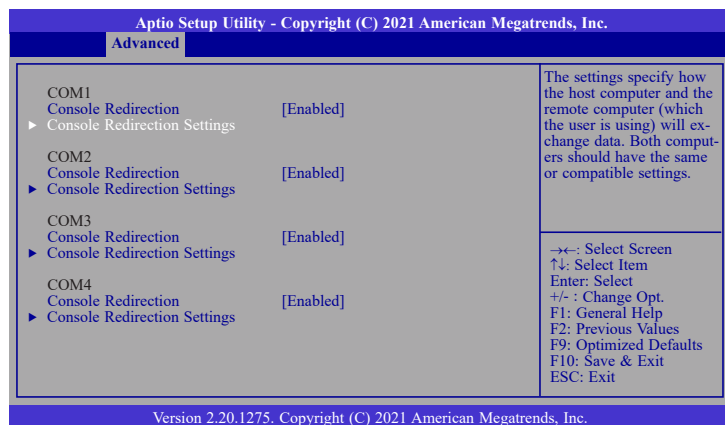 Aptio Setup Utility - Copyright (C) 2021 American Megatrends, Inc.
Advanced
COM1
Console Redirection [Enabled]
► Console Redirection Settings
COM2
Console Redirection [Enabled]
► Console Redirection Settings
COM3
Console Redirection [Enabled]
► Console Redirection Settings
COM4
Console Redirection [Enabled]
► Console Redirection Settings
The settings specify how
the host computer and the
remote computer (which
the user is using) will ex-
change data. Both comput-
ers should have the same
or compatible settings.
→←: Select Screen
↑↓: Select Item
Enter: Select
+/- : Change Opt.
F1: General Help
F2: Previous Values
F9: Optimized Defaults
F10: Save & Exit
ESC: Exit
Version 2.20.1275. Copyright (C) 2021 American Megatrends, Inc.